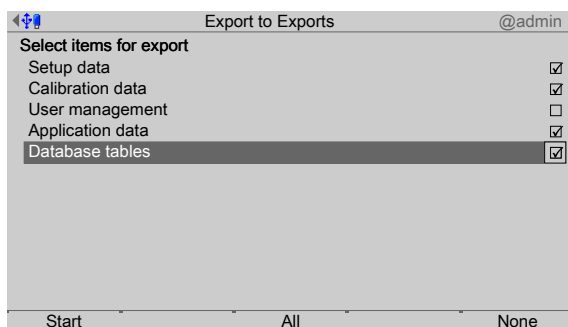 Export to Exports @admin
Select items for export
Setup data
Calibration data
User management
Application data
Database tables
Start All None